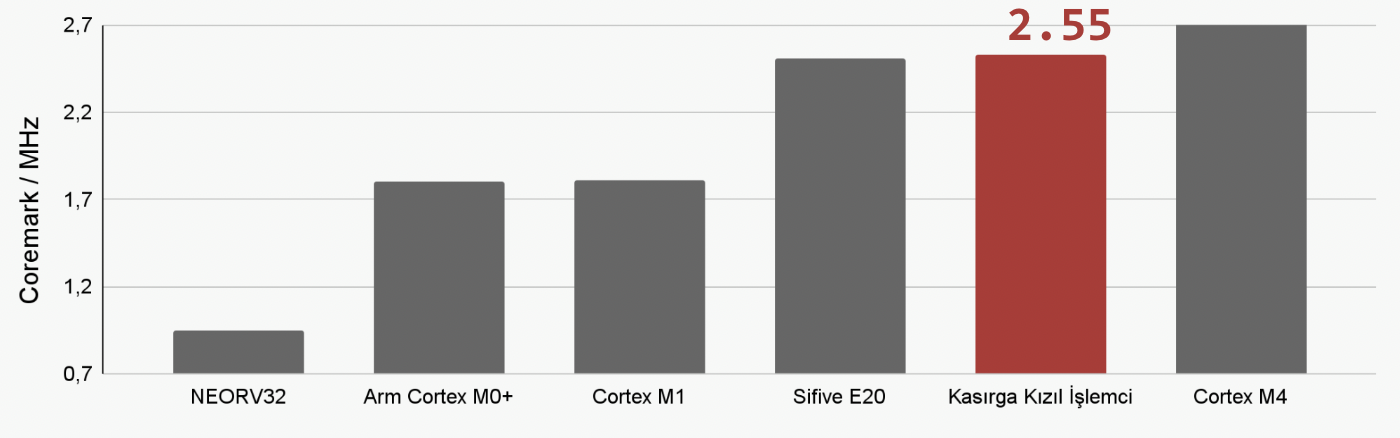 2.55
2,7
2,2
1,7
1,2
0,7
Coremark / MHz
NEORV32
Arm Cortex M0+
Cortex M1
Sifive E20
Kasırga Kızıl İşlemci
Cortex M4